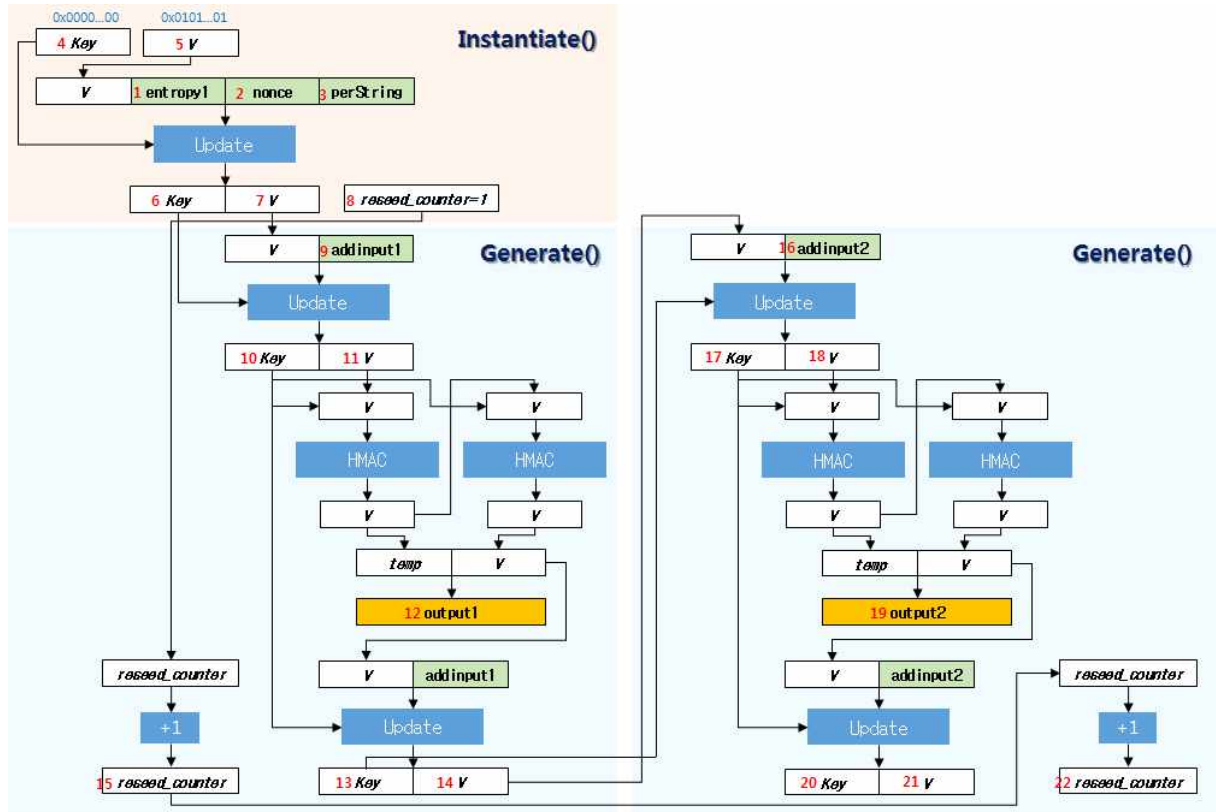 0x0000...00 0x0101...01
4 Key 5 V Instantiate()
V 1 entropy1 2 nonce 3 perString
Update
6 Key 7 V 8 reseed_counter=1
V 9 addinput1 Generate()
V 16 addinput2 Generate()
Update
Update
10 Key 11 V
17 Key 18 V
V V
V V
HMAC HMAC
HMAC HMAC
V V
V V
temp V
temp V
12 output1
19 output2
reseed_counter V addinput1
V addinput2 reseed_counter
+1 Update
Update +1
15 reseed_counter 13 Key 14 V
20 Key 21 V 22 reseed_counter